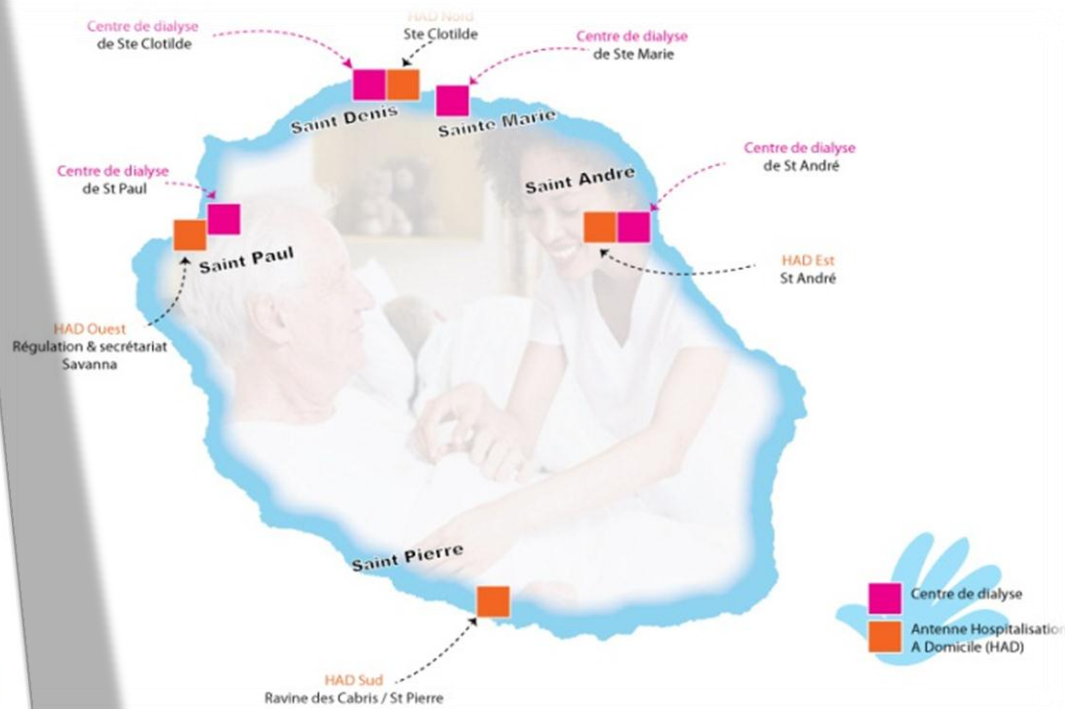 HAD Nord
Ste Clotilde
Centre de dialyse
de Ste Clotilde
Centre de dialyse
de Ste Marie
Saint Denis
Sainte Marie
Centre de dialyse
de St André
Centre de dialyse
de St Paul
Saint André
Saint Paul
HAD Est
St André
HAD Ouest
Régulation & secrétariat
Savanna
Saint Pierre
Centre de dialyse
Antenne Hospitalisation
A Domicile (HAD)
HAD Sud
Ravine des Cabris / St Pierre